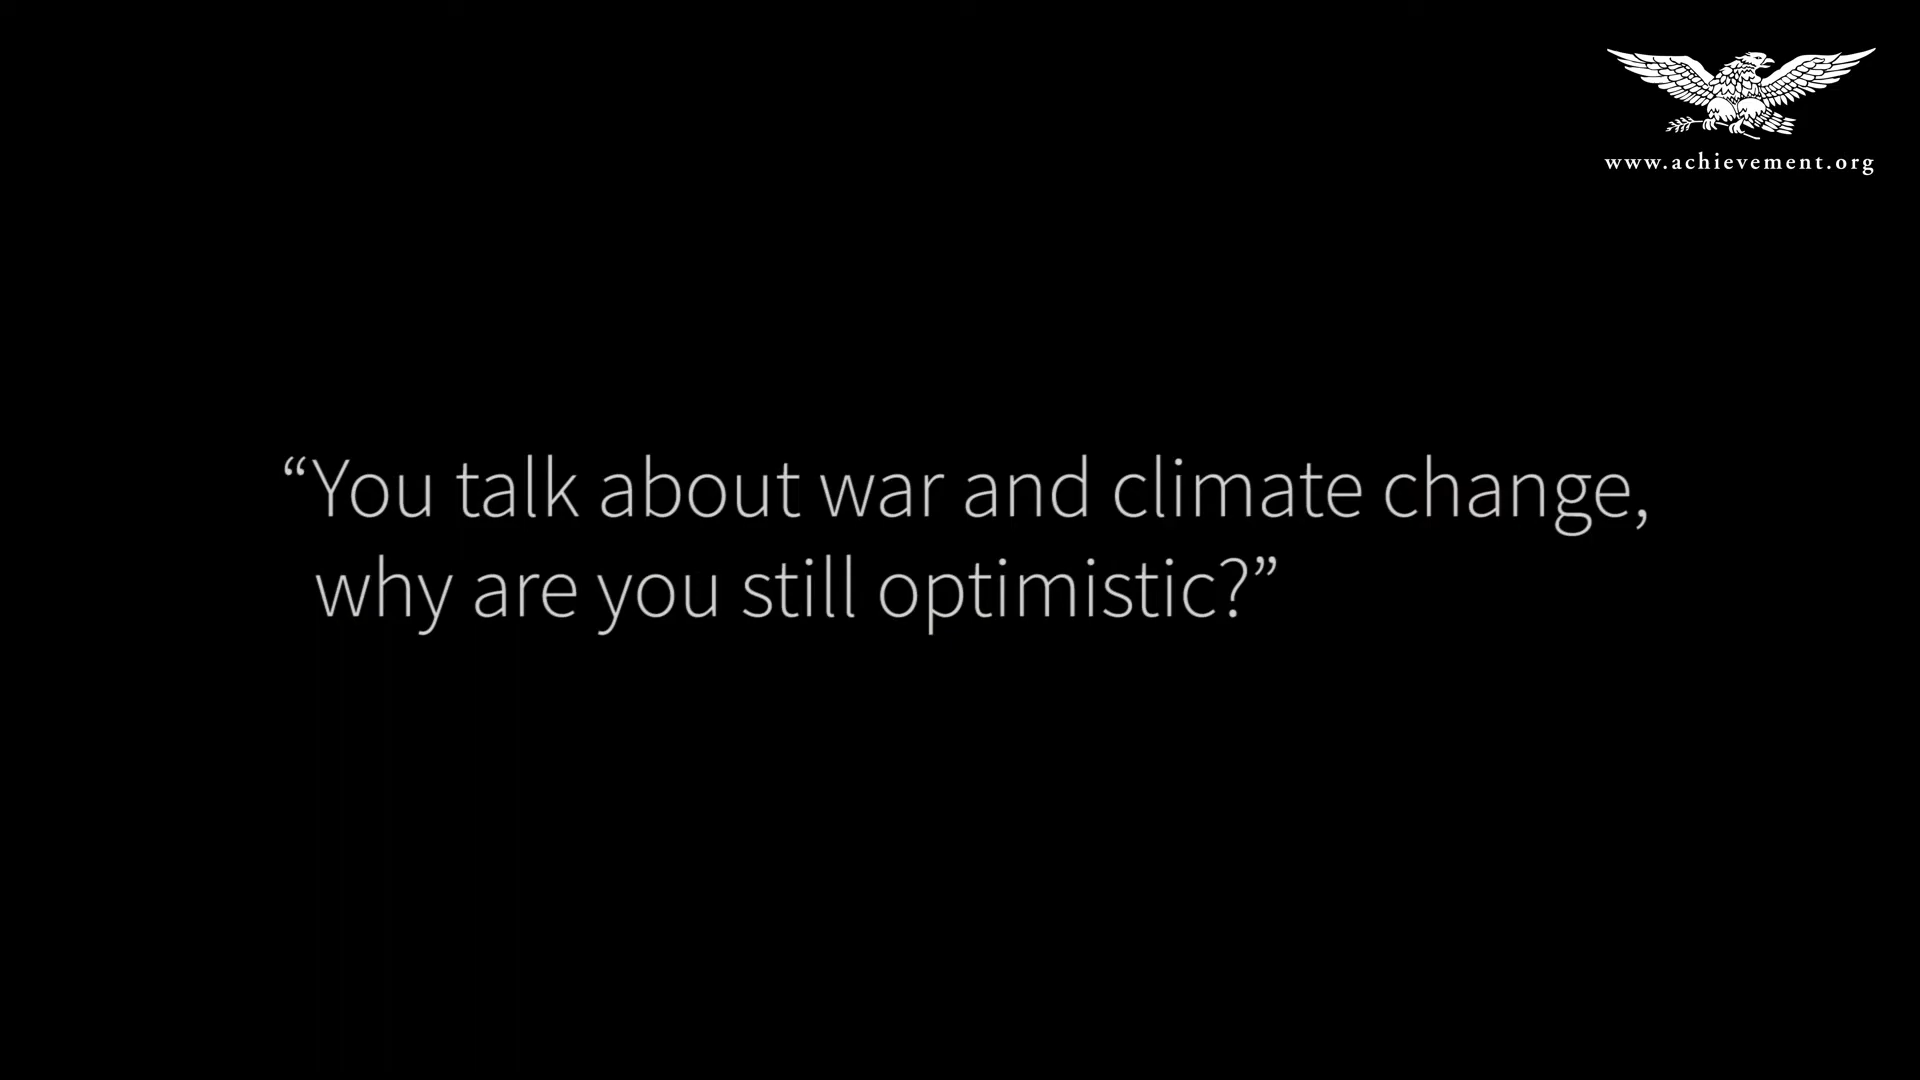 www.achievement.org
“You talk about war and climate change,
why are you still optimistic?”